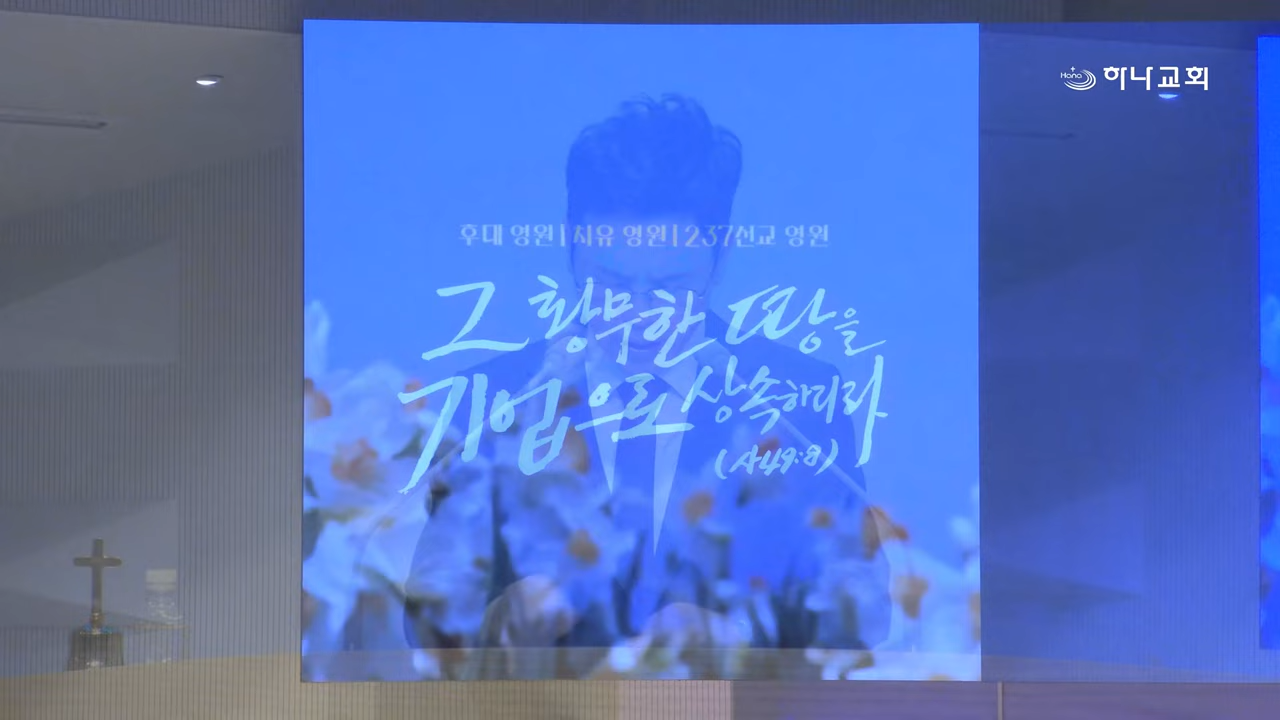 Hana 하나교회
후대 영원 | 치유 영원 | 237선교 영원
그 황무한 땅을
기업으로 상속하리라
(사49:8)